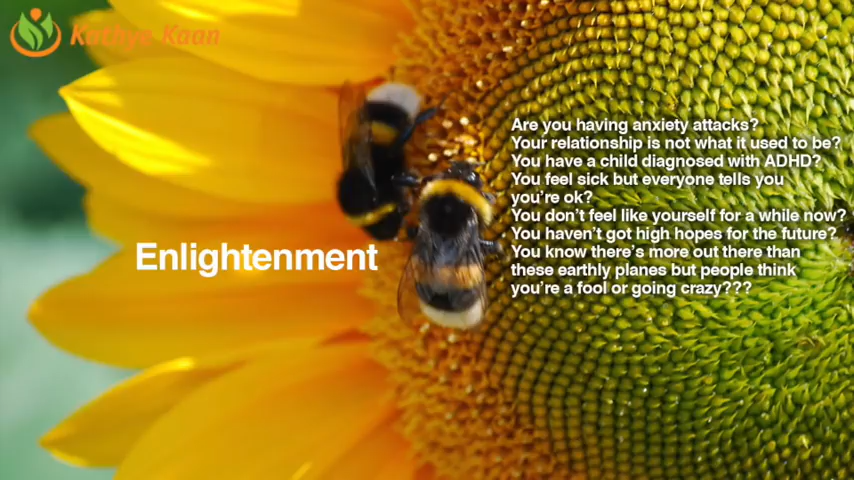 Kathye Kaan
Enlightenment
Are you having anxiety attacks?
Your relationship is not what it used to be?
You have a child diagnosed with ADHD?
You feel sick but everyone tells you
you're ok?
You don't feel like yourself for a while now?
You haven't got high hopes for the future?
You know there's more out there than
these earthly planes but people think
you're a fool or going crazy???